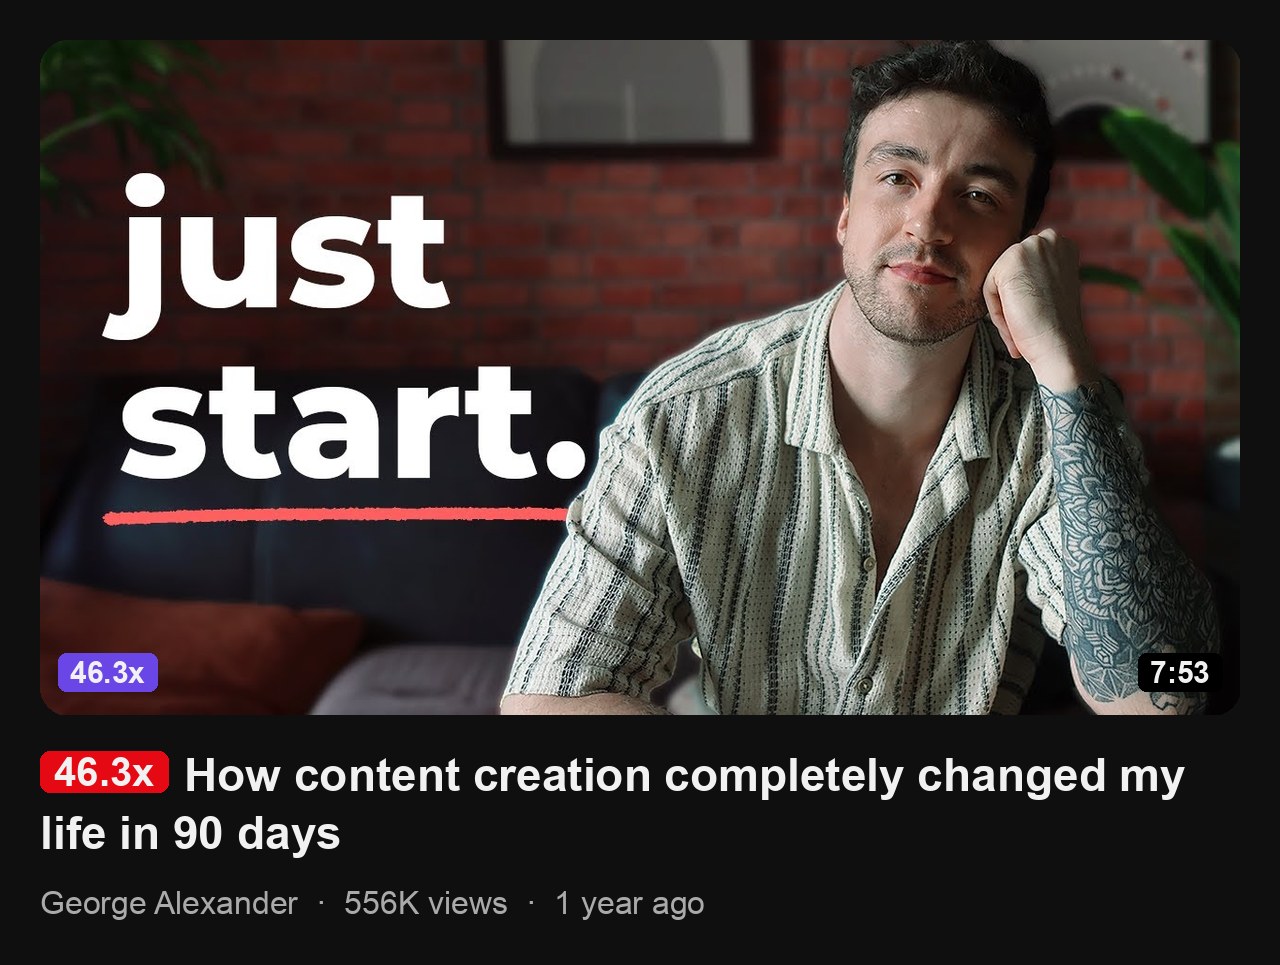 just
start.
46.3x
7:53
46.3x How content creation completely changed my
life in 90 days
George Alexander · 556K views · 1 year ago